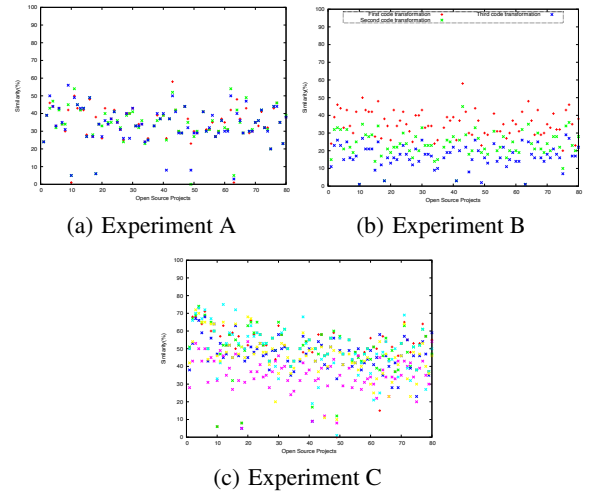 100
90
80
70
60
50
40
30
20
10
0
Similarity(%)
0 10 20 30 40 50 60 70 80
Open Source Projects
(a) Experiment A
First code transformation
Second code transformation
Third code transformation
100
90
80
70
60
50
40
30
20
10
0
Similarity(%)
0 10 20 30 40 50 60 70 80
Open Source Projects
(b) Experiment B
100
90
80
70
60
50
40
30
20
10
0
Similarity(%)
0 10 20 30 40 50 60 70 80
Open Source Projects
(c) Experiment C